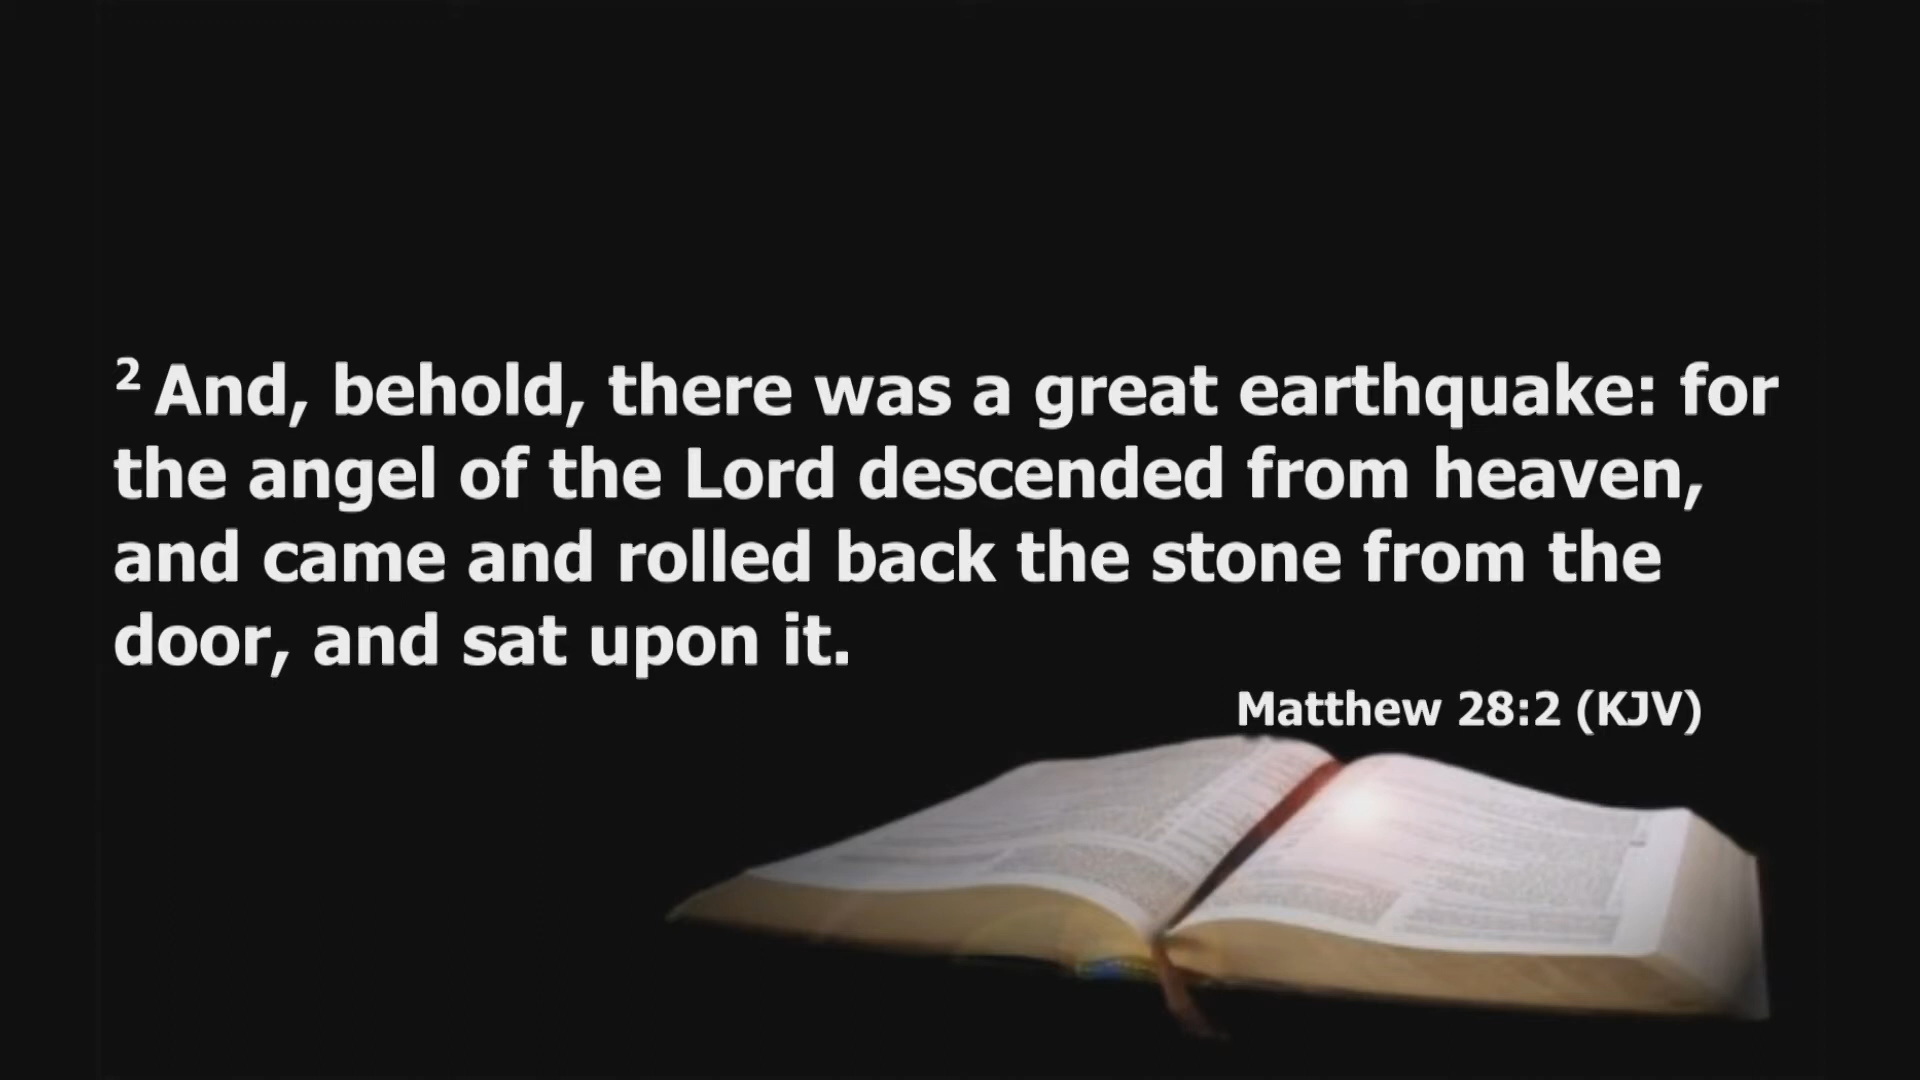 2 And, behold, there was a great earthquake: for
the angel of the Lord descended from heaven,
and came and rolled back the stone from the
door, and sat upon it.
Matthew 28:2 (KJV)